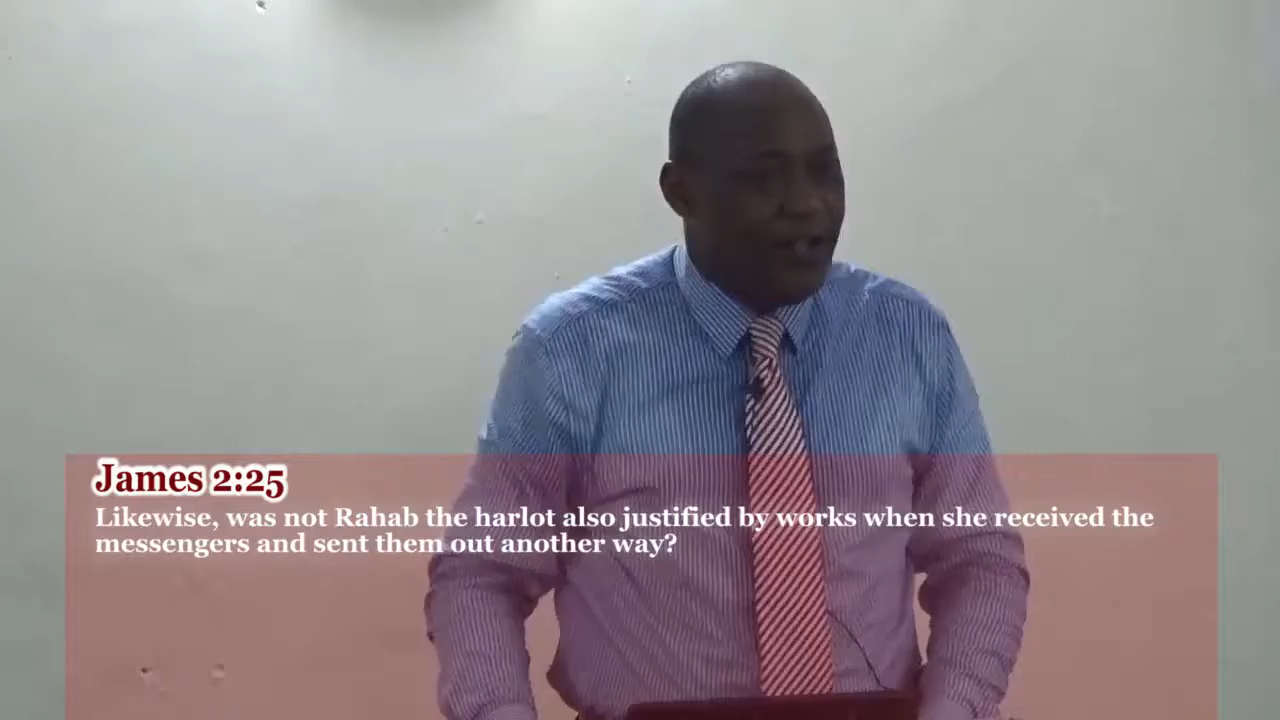 James 2:25
Likewise, was not Rahab the harlot also justified by works when she received the
messengers and sent them out another way?